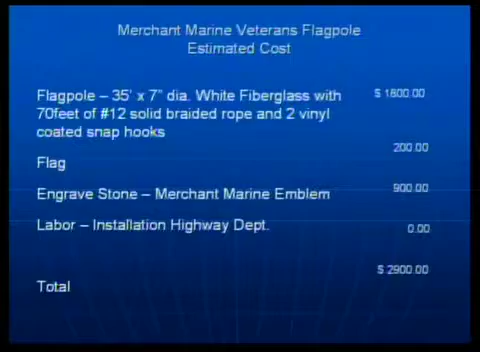 Merchant Marine Veterans Flagpole
Estimated Cost
Flagpole – 35' x 7" dia. White Fiberglass with
70feet of #12 solid braided rope and 2 vinyl
coated snap hooks
$ 1800.00
Flag
200.00
Engrave Stone – Merchant Marine Emblem
900.00
Labor – Installation Highway Dept.
0.00
Total
$ 2900.00